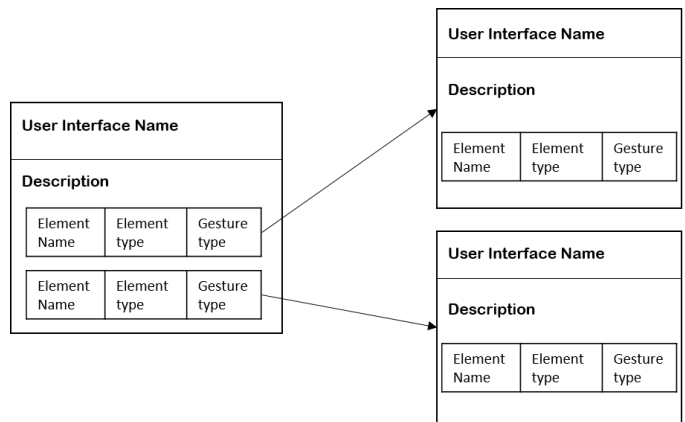 User Interface Name
Description
Element Name
Element type
Gesture type
Element Name
Element type
Gesture type
User Interface Name
Description
Element Name
Element type
Gesture type
User Interface Name
Description
Element Name
Element type
Gesture type